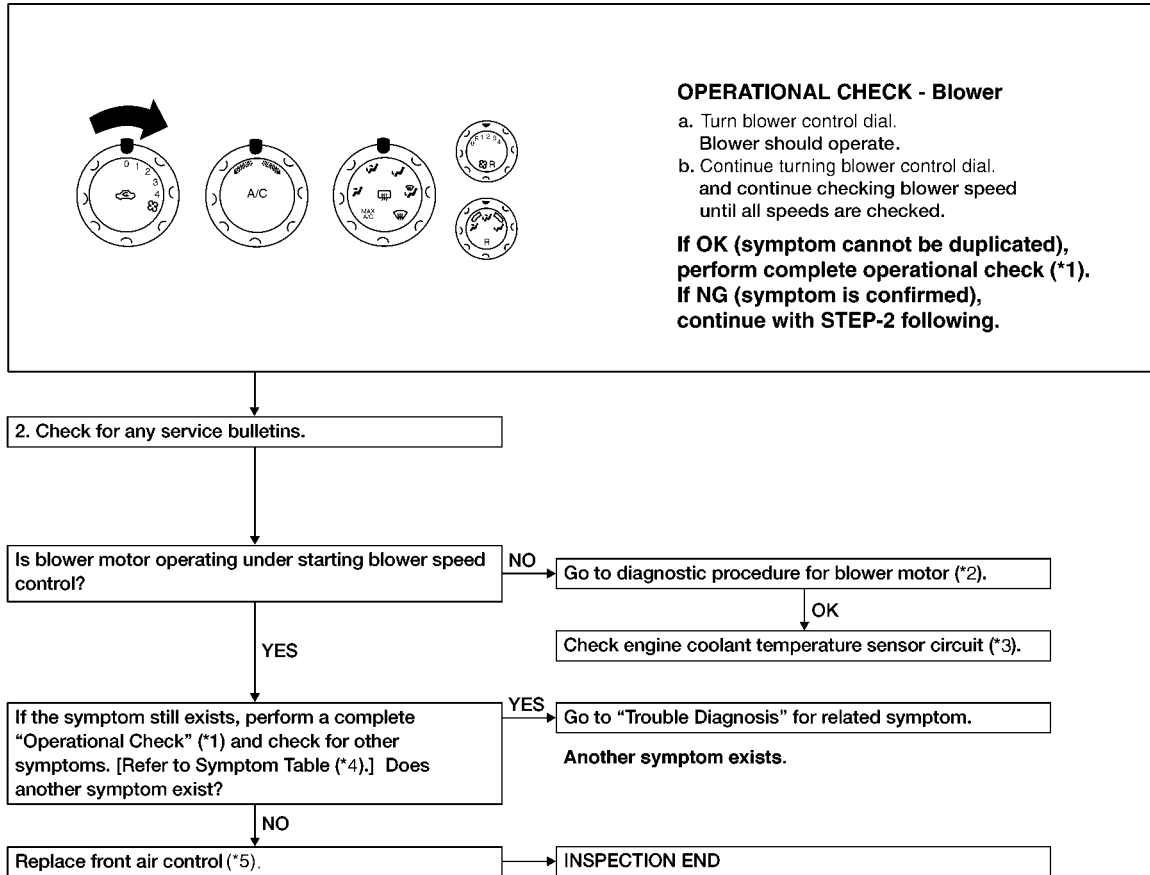 0 1 2 3 4
A/C
MAX A/C
0 1 2 3 4
R
R
OPERATIONAL CHECK - Blower
a. Turn blower control dial.
Blower should operate.
b. Continue turning blower control dial.
and continue checking blower speed
until all speeds are checked.
If OK (symptom cannot be duplicated),
perform complete operational check (*1).
If NG (symptom is confirmed),
continue with STEP-2 following.
2. Check for any service bulletins.
Is blower motor operating under starting blower speed
control?
NO
Go to diagnostic procedure for blower motor (*2).
OK
Check engine coolant temperature sensor circuit (*3).
YES
If the symptom still exists, perform a complete
“Operational Check” (*1) and check for other
symptoms. [Refer to Symptom Table (*4).] Does
another symptom exist?
YES
Go to “Trouble Diagnosis” for related symptom.
Another symptom exists.
NO
Replace front air control (*5).
INSPECTION END